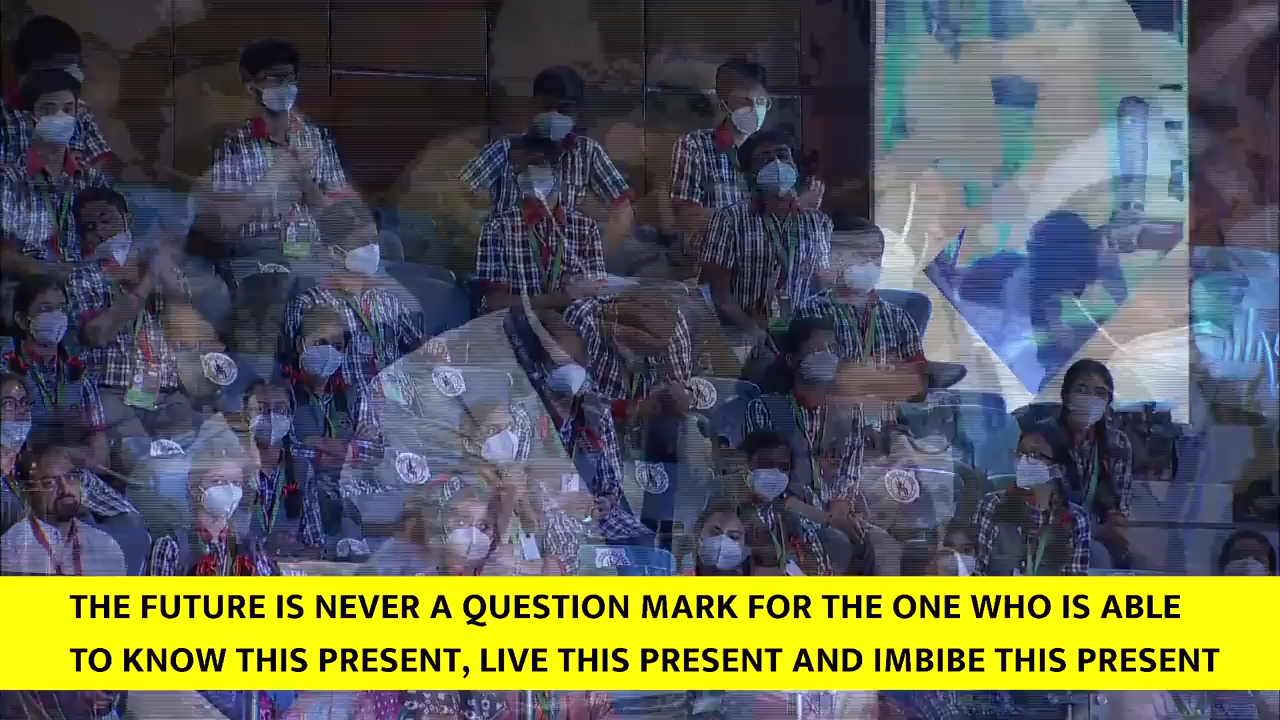 THE FUTURE IS NEVER A QUESTION MARK FOR THE ONE WHO IS ABLE
TO KNOW THIS PRESENT, LIVE THIS PRESENT AND IMBIBE THIS PRESENT